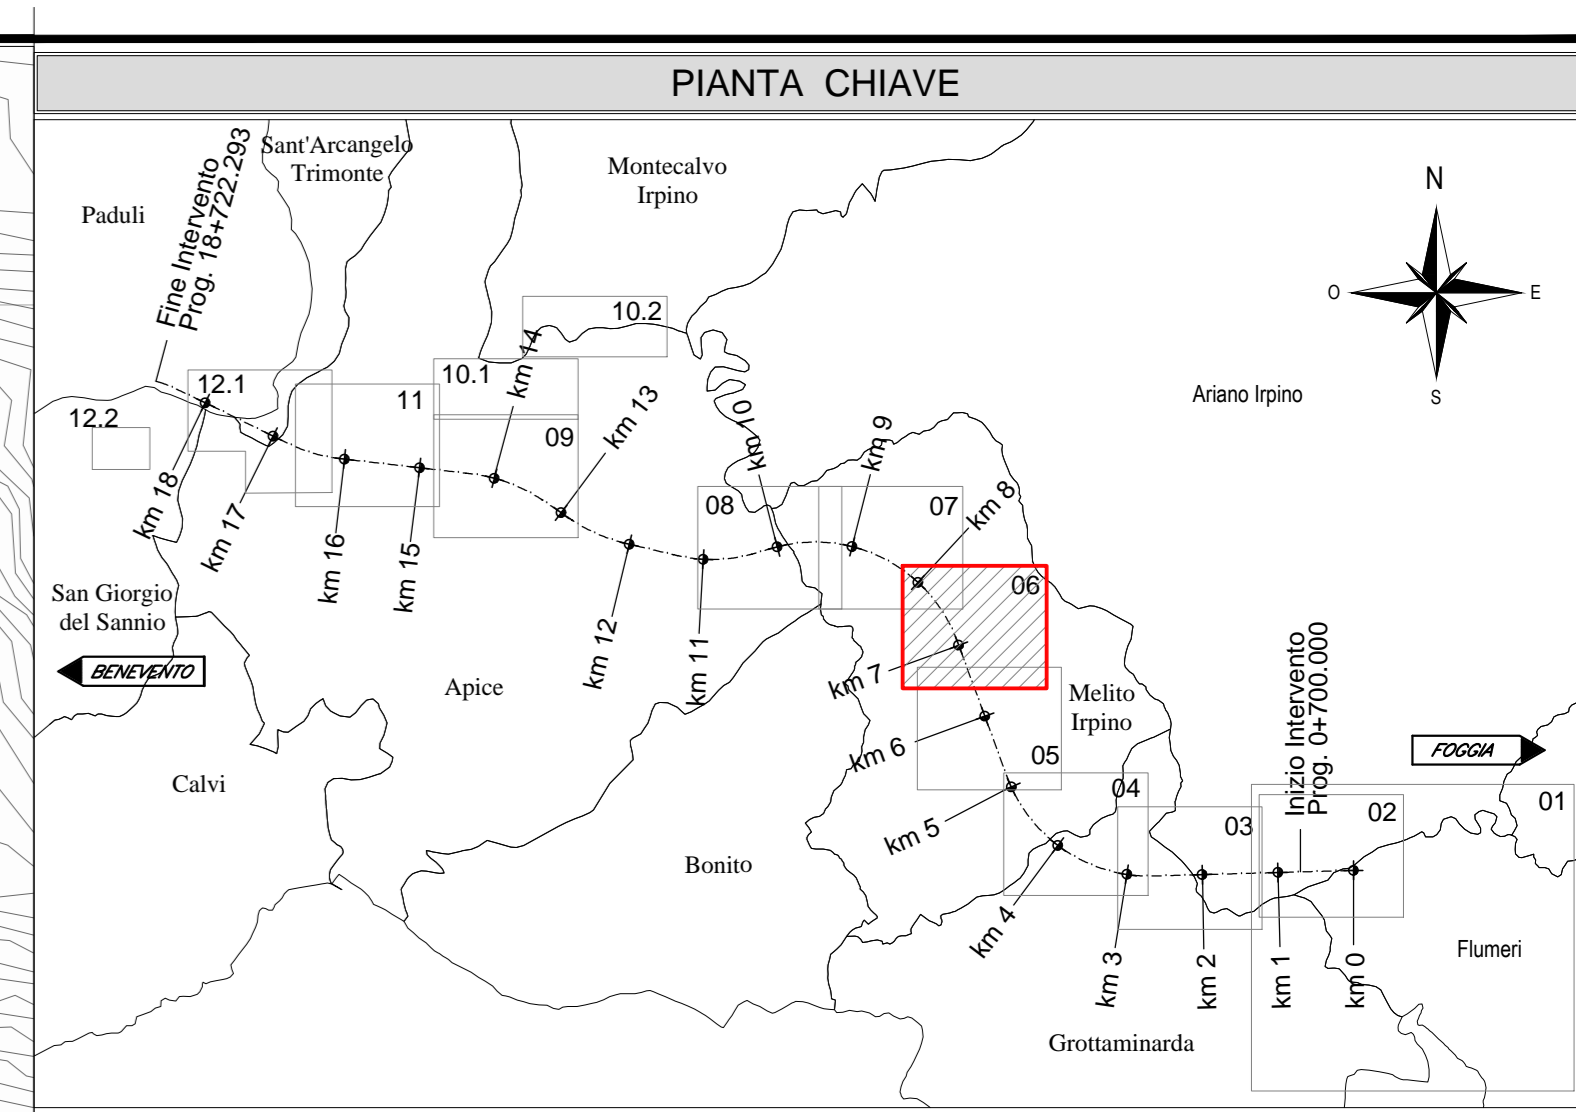 PIANTA CHIAVE
Sant'Arcangelo
Trimonte
Montecalvo
Irpino
Paduli
Fine Intervento
Prog. 18+722.293
N
O
E
S
Ariano Irpino
10.2
10.1
12.1
12.2
11
09
08
07
06
05
04
03
02
01
km 18
km 17
km 16
km 15
km 14
km 13
km 12
km 11
km 10
km 9
km 8
km 7
km 6
km 5
km 4
km 3
km 2
km 1
km 0
San Giorgio
del Sannio
BENEVENTO
Apice
Calvi
Bonito
Melito
Irpino
Inizio Intervento
Prog. 0+700.000
FOGGIA
Flumeri
Grottaminarda